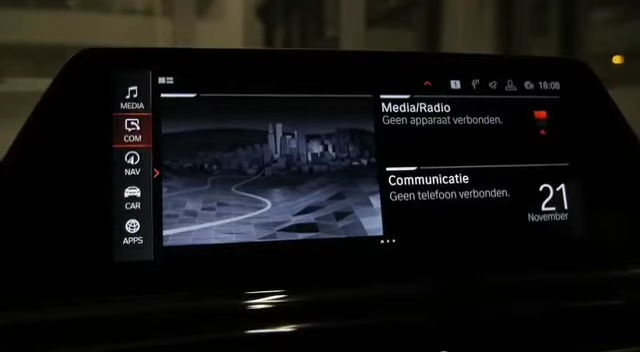 18:08
MEDIA
COM
NAV
CAR
APPS
Media/Radio
Geen apparaat verbonden.
Communicatie
Geen telefoon verbonden.
21
November